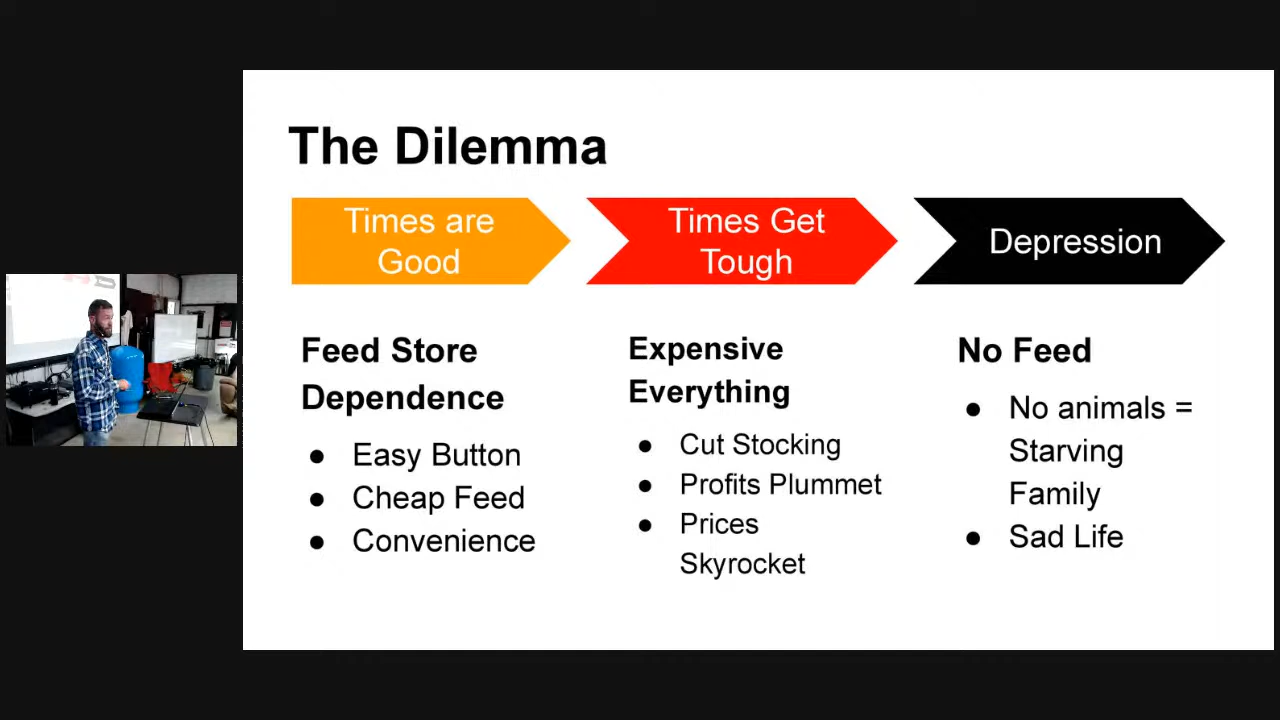 The Dilemma
Times are
Good
Times Get
Tough
Depression
Feed Store
Dependence
● Easy Button
● Cheap Feed
● Convenience
Expensive
Everything
● Cut Stocking
● Profits Plummet
● Prices
Skyrocket
No Feed
● No animals =
Starving
Family
● Sad Life